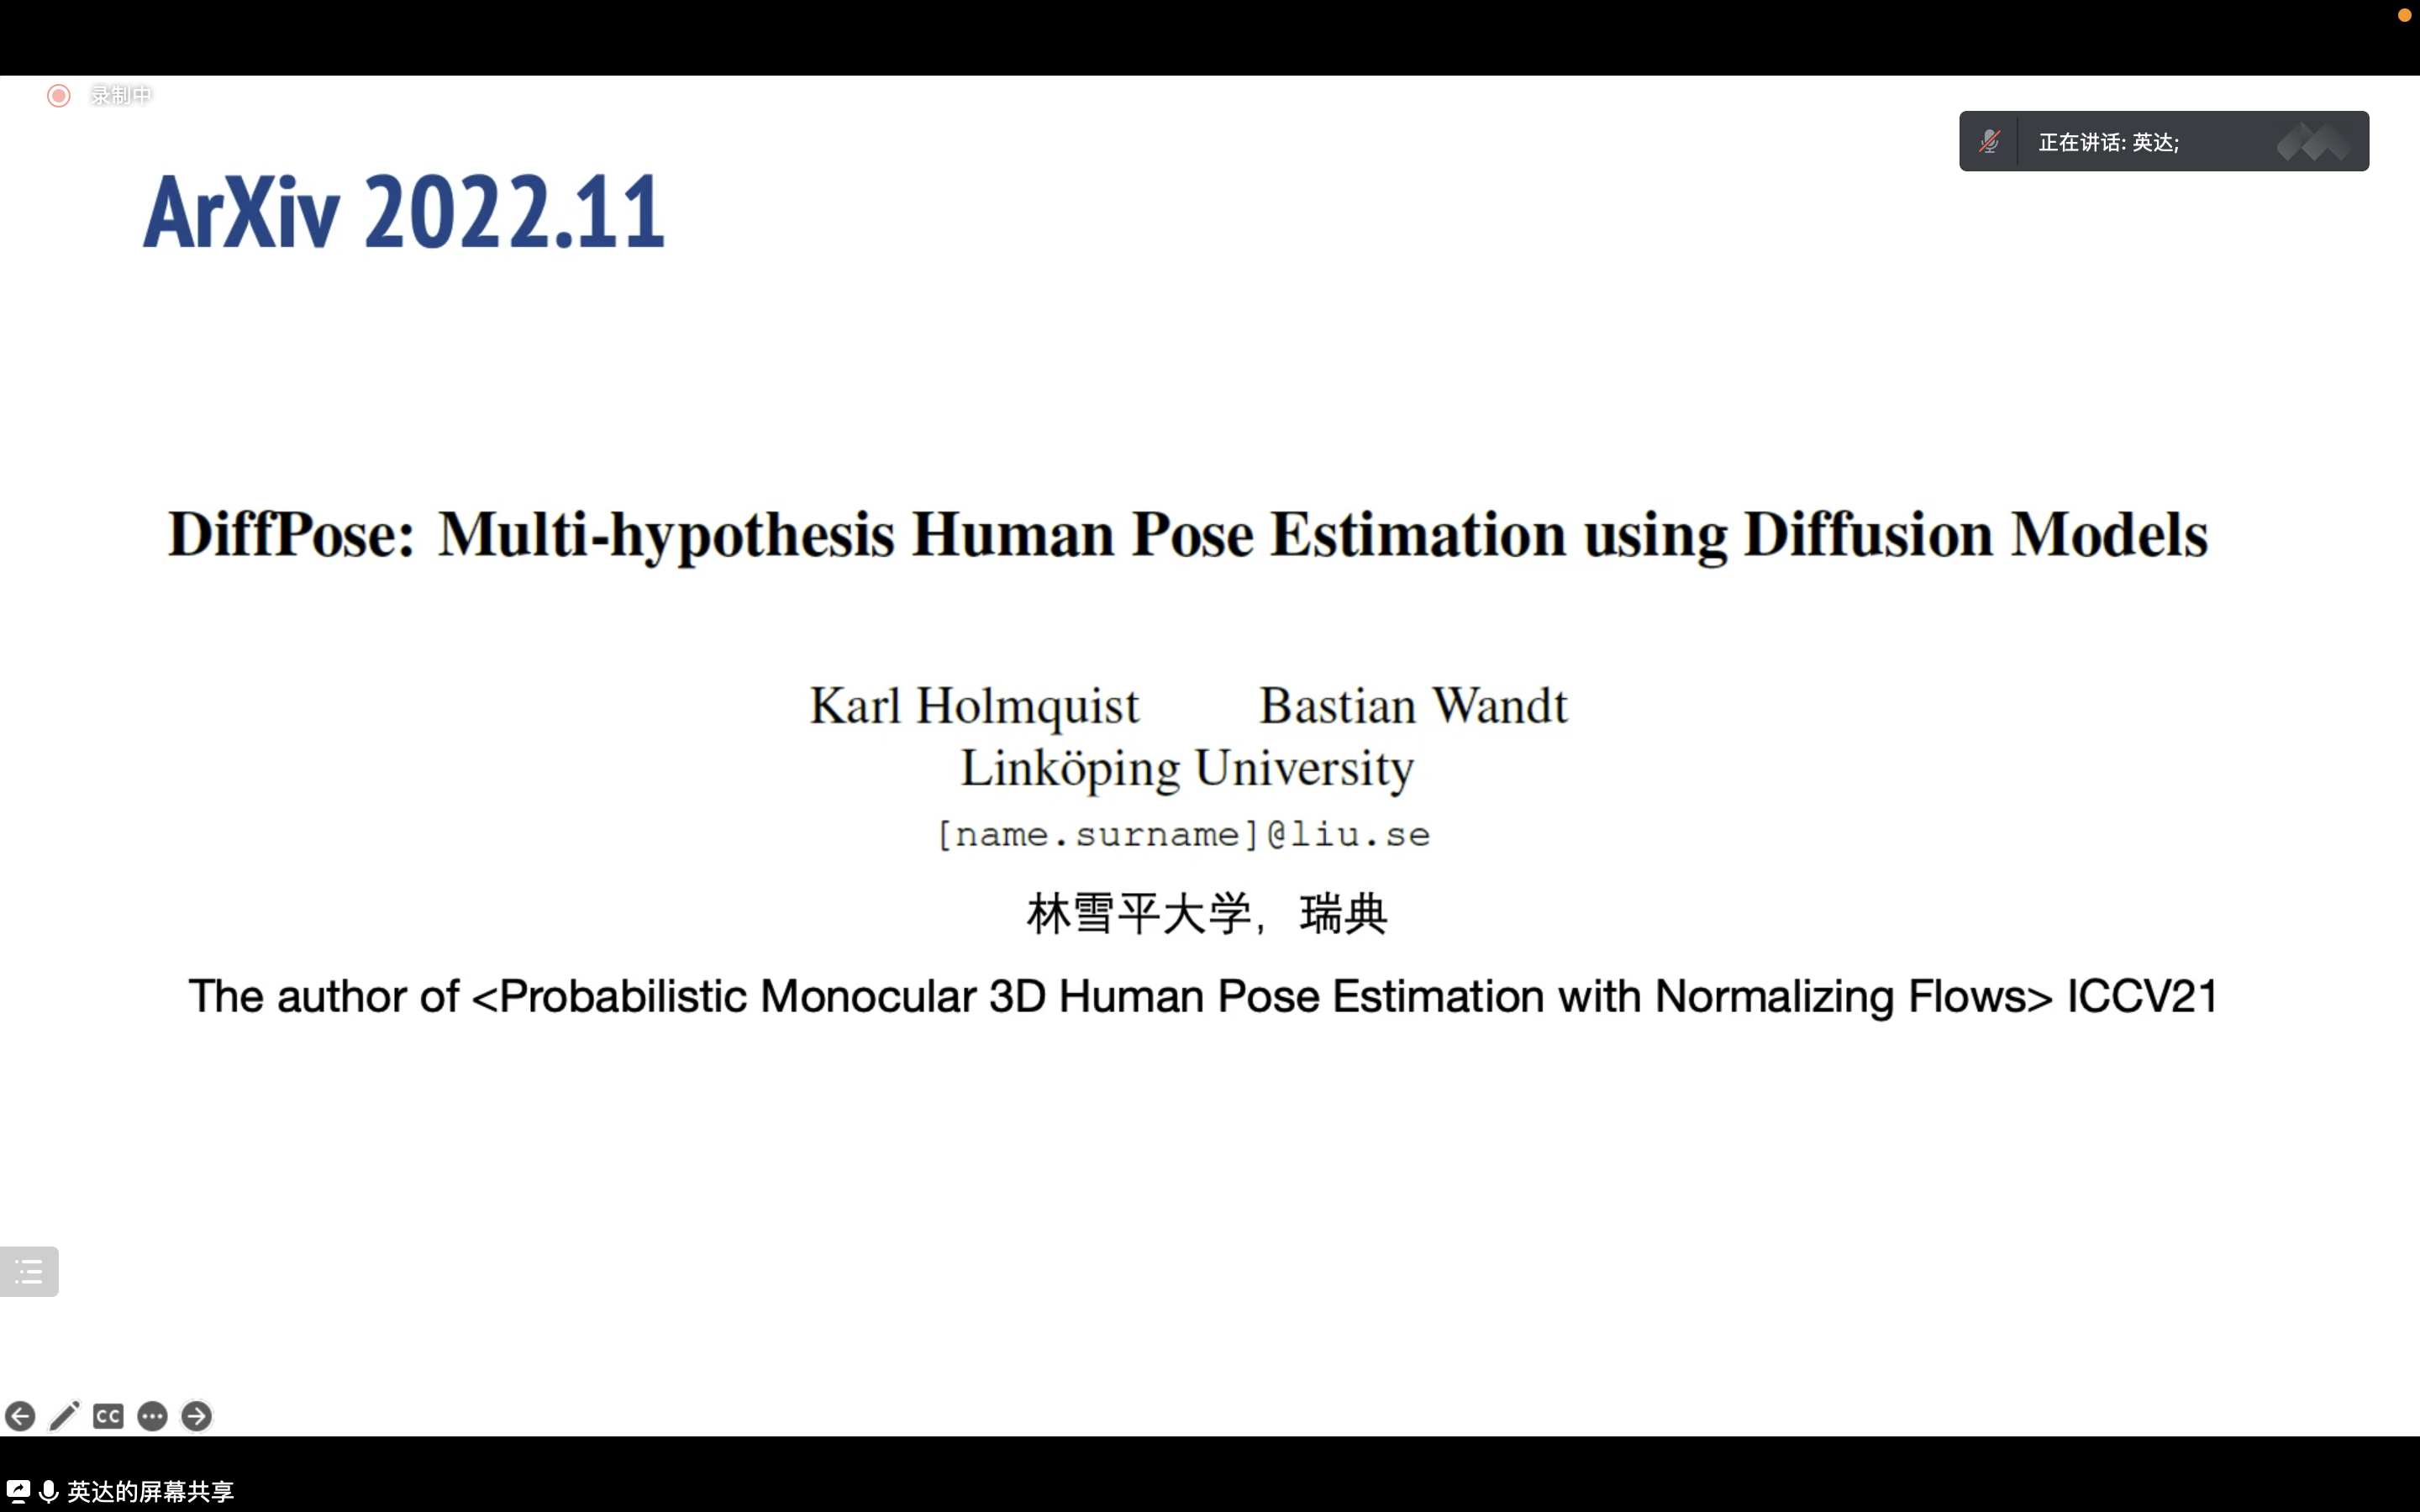 录制中
正在讲话: 英达;
ArXiv 2022.11
DiffPose: Multi-hypothesis Human Pose Estimation using Diffusion Models
Karl Holmquist Bastian Wandt
Linköping University
[name.surname]@liu.se
林雪平大学，瑞典
The author of <Probabilistic Monocular 3D Human Pose Estimation with Normalizing Flows> ICCV21
CC
英达的屏幕共享